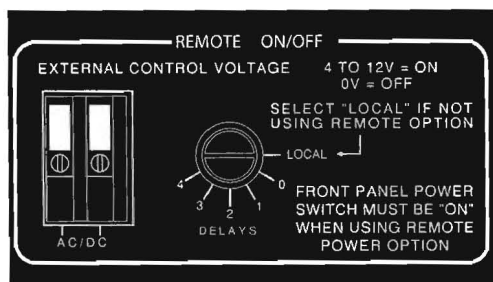 REMOTE ON/OFF
EXTERNAL CONTROL VOLTAGE 4 TO 12V = ON
0V = OFF
SELECT "LOCAL" IF NOT
USING REMOTE OPTION
LOCAL
4 3 2 1 0
DELAYS
AC/DC
FRONT PANEL POWER
SWITCH MUST BE "ON"
WHEN USING REMOTE
POWER OPTION